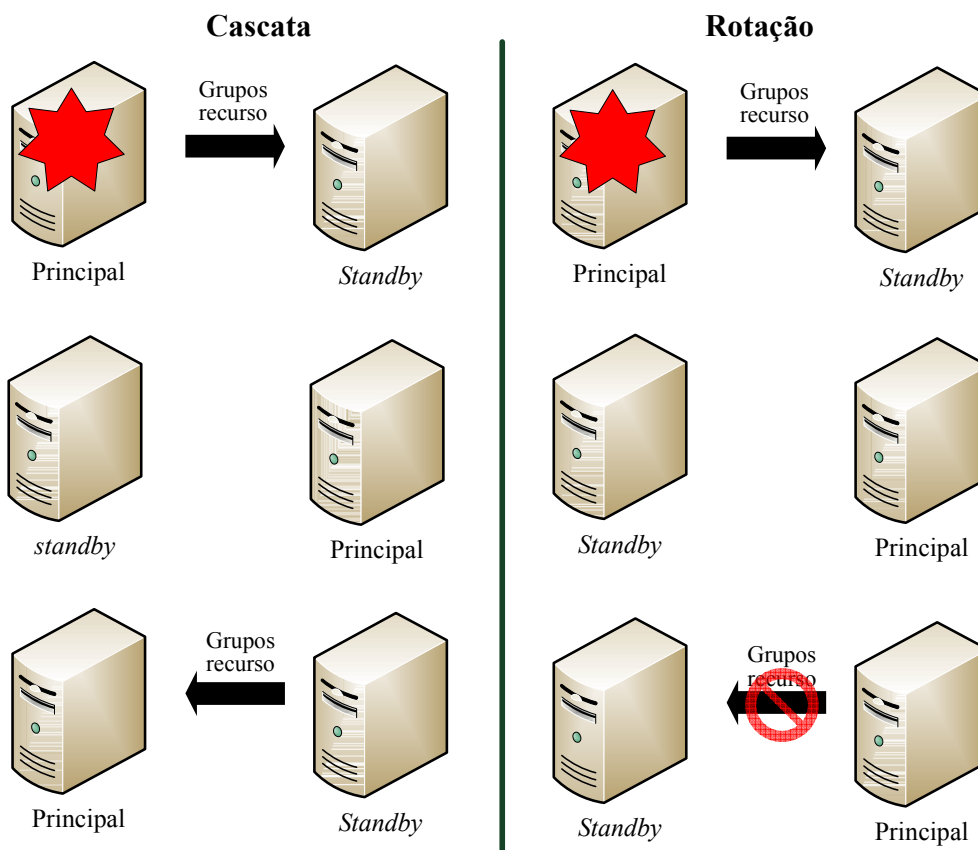 Cascata
Grupos
recurso
Principal
Standby
standby
Principal
Grupos
recurso
Principal
Standby
Rotação
Grupos
recurso
Principal
Standby
Standby
Principal
Grupos
recurso
Standby
Principal